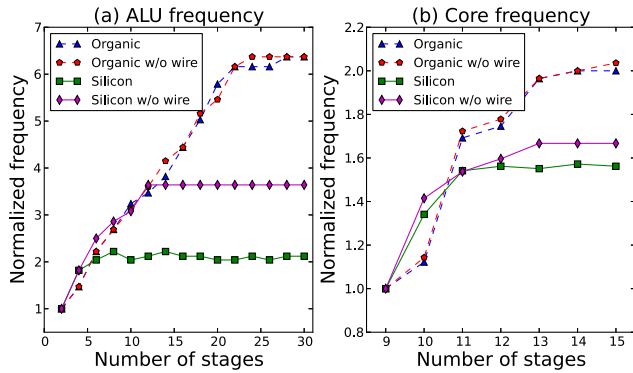 (a) ALU frequency
7
6
5
4
3
2
1
Normalized frequency
Organic
Organic w/o wire
Silicon
Silicon w/o wire
0 5 10 15 20 25 30
Number of stages
(b) Core frequency
2.2
2.0
1.8
1.6
1.4
1.2
1.0
0.8
Normalized frequency
Organic
Organic w/o wire
Silicon
Silicon w/o wire
9 10 11 12 13 14 15
Number of stages